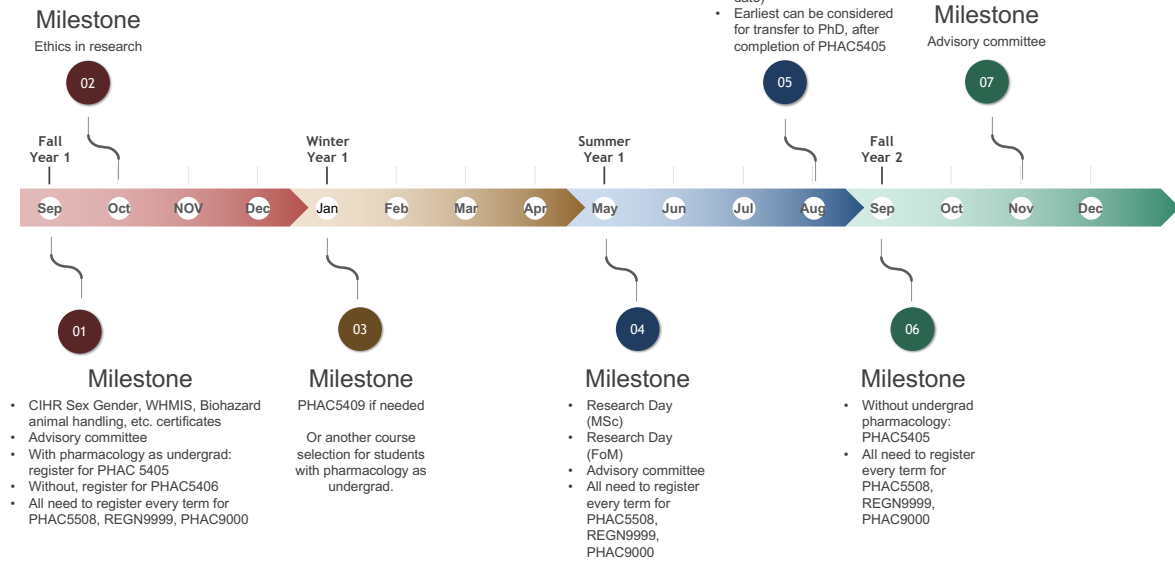 Milestone
Ethics in research
02
• Earliest can be considered
for transfer to PhD, after
completion of PHAC5405
05
Milestone
Advisory committee
07
Fall
Year 1
Winter
Year 1
Summer
Year 1
Fall
Year 2
Sep
Oct
NOV
Dec
Jan
Feb
Mar
Apr
May
Jun
Jul
Aug
Sep
Oct
Nov
Dec
01
Milestone
• CIHR Sex Gender, WHMIS, Biohazard
animal handling, etc. certificates
• Advisory committee
• With pharmacology as undergrad:
register for PHAC 5405
• Without, register for PHAC5406
• All need to register every term for
PHAC5508, REGN9999, PHAC9000
03
Milestone
PHAC5409 if needed
Or another course
selection for students
with pharmacology as
undergrad.
04
Milestone
• Research Day
(MSc)
• Research Day
(FoM)
• Advisory committee
• All need to register
every term for
PHAC5508,
REGN9999,
PHAC9000
06
Milestone
• Without undergrad
pharmacology:
PHAC5405
• All need to register
every term for
PHAC5508,
REGN9999,
PHAC9000